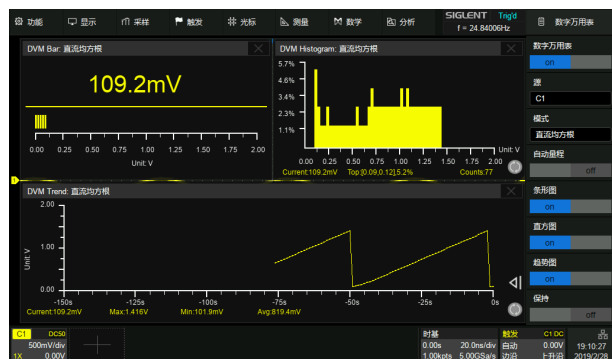 功能 显示 采样 触发 光标 测量 数学 分析 SIGLENT Trig'd f = 24.84006Hz 数字万用表
DVM Bar: 直流均方根
109.2mV
0.00 0.25 0.50 0.75 1.00 1.25 1.50 1.75 2.00
Unit: V
DVM Histogram: 直流均方根
5.7%
4.6%
3.4%
2.3%
1.1%
Unit: V
0.00 0.25 0.50 0.75 1.00 1.25 1.50 1.75 2.00
Current:109.2mV Top:[0.09,0.12],5.2% Counts:77
DVM Trend: 直流均方根
2.00
1.00
0.00
Unit: V
-150s -125s -100s -75s -50s -25s 0s
Current:109.2mV Max:1.416V Min:101.9mV Avg:819.4mV
数字万用表
on
源
C1
模式
直流均方根
自动量程
off
条形图
on
直方图
on
趋势图
on
保持
off
C1 DC50
500mV/div
1X 0.00V
时基
0.00s 20.0ns/div
1.00kpts 5.00GSa/s
触发 C1 DC
自动 0.00V
边沿 上升沿
19:10:27
2019/2/28